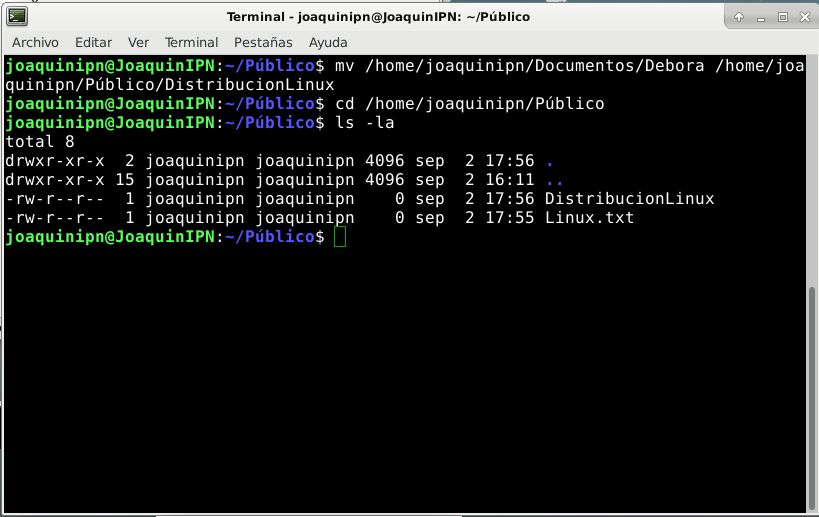 Terminal - joaquinipn@JoaquinIPN: ~/Público
Archivo Editar Ver Terminal Pestañas Ayuda
joaquinipn@JoaquinIPN:~/Público$ mv /home/joaquinipn/Documentos/Debora /home/joa
quinipn/Público/DistribucionLinux
joaquinipn@JoaquinIPN:~/Público$ cd /home/joaquinipn/Público
joaquinipn@JoaquinIPN:~/Público$ ls -la
total 8
drwxr-xr-x  2 joaquinipn joaquinipn 4096 sep  2 17:56 .
drwxr-xr-x 15 joaquinipn joaquinipn 4096 sep  2 16:11 ..
-rw-r--r--  1 joaquinipn joaquinipn    0 sep  2 17:56 DistribucionLinux
-rw-r--r--  1 joaquinipn joaquinipn    0 sep  2 17:55 Linux.txt
joaquinipn@JoaquinIPN:~/Público$